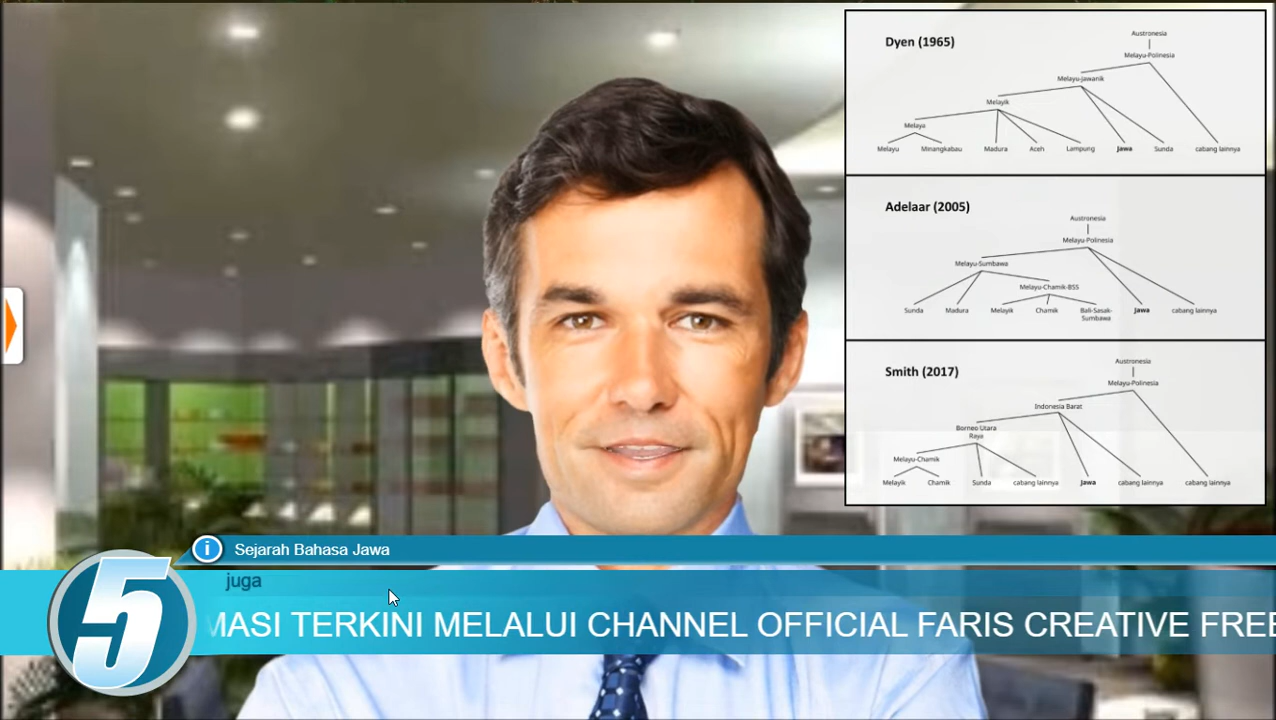 Dyen (1965)
Austronesia
Melayu-Polinesia
Melayu-Jawanik
Melayik
Melaya
Melayu Minangkabau Madura Aceh Lampung Jawa Sunda cabang lainnya
Adelaar (2005)
Austronesia
Melayu-Polinesia
Melayu-Sumbawa
Melayu-Chamik-BSS
Sunda Madura Melayik Chamik Bali-Sasak-
Sumbawa
Jawa cabang lainnya
Smith (2017)
Austronesia
Melayu-Polinesia
Indonesia Barat
Borneo Utara
Raya
Melayu-Chamik
Melayik Chamik Sunda cabang lainnya Jawa cabang lainnya cabang lainnya
i Sejarah Bahasa Jawa
juga
5
MASI TERKINI MELALUI CHANNEL OFFICIAL FARIS CREATIVE FREE